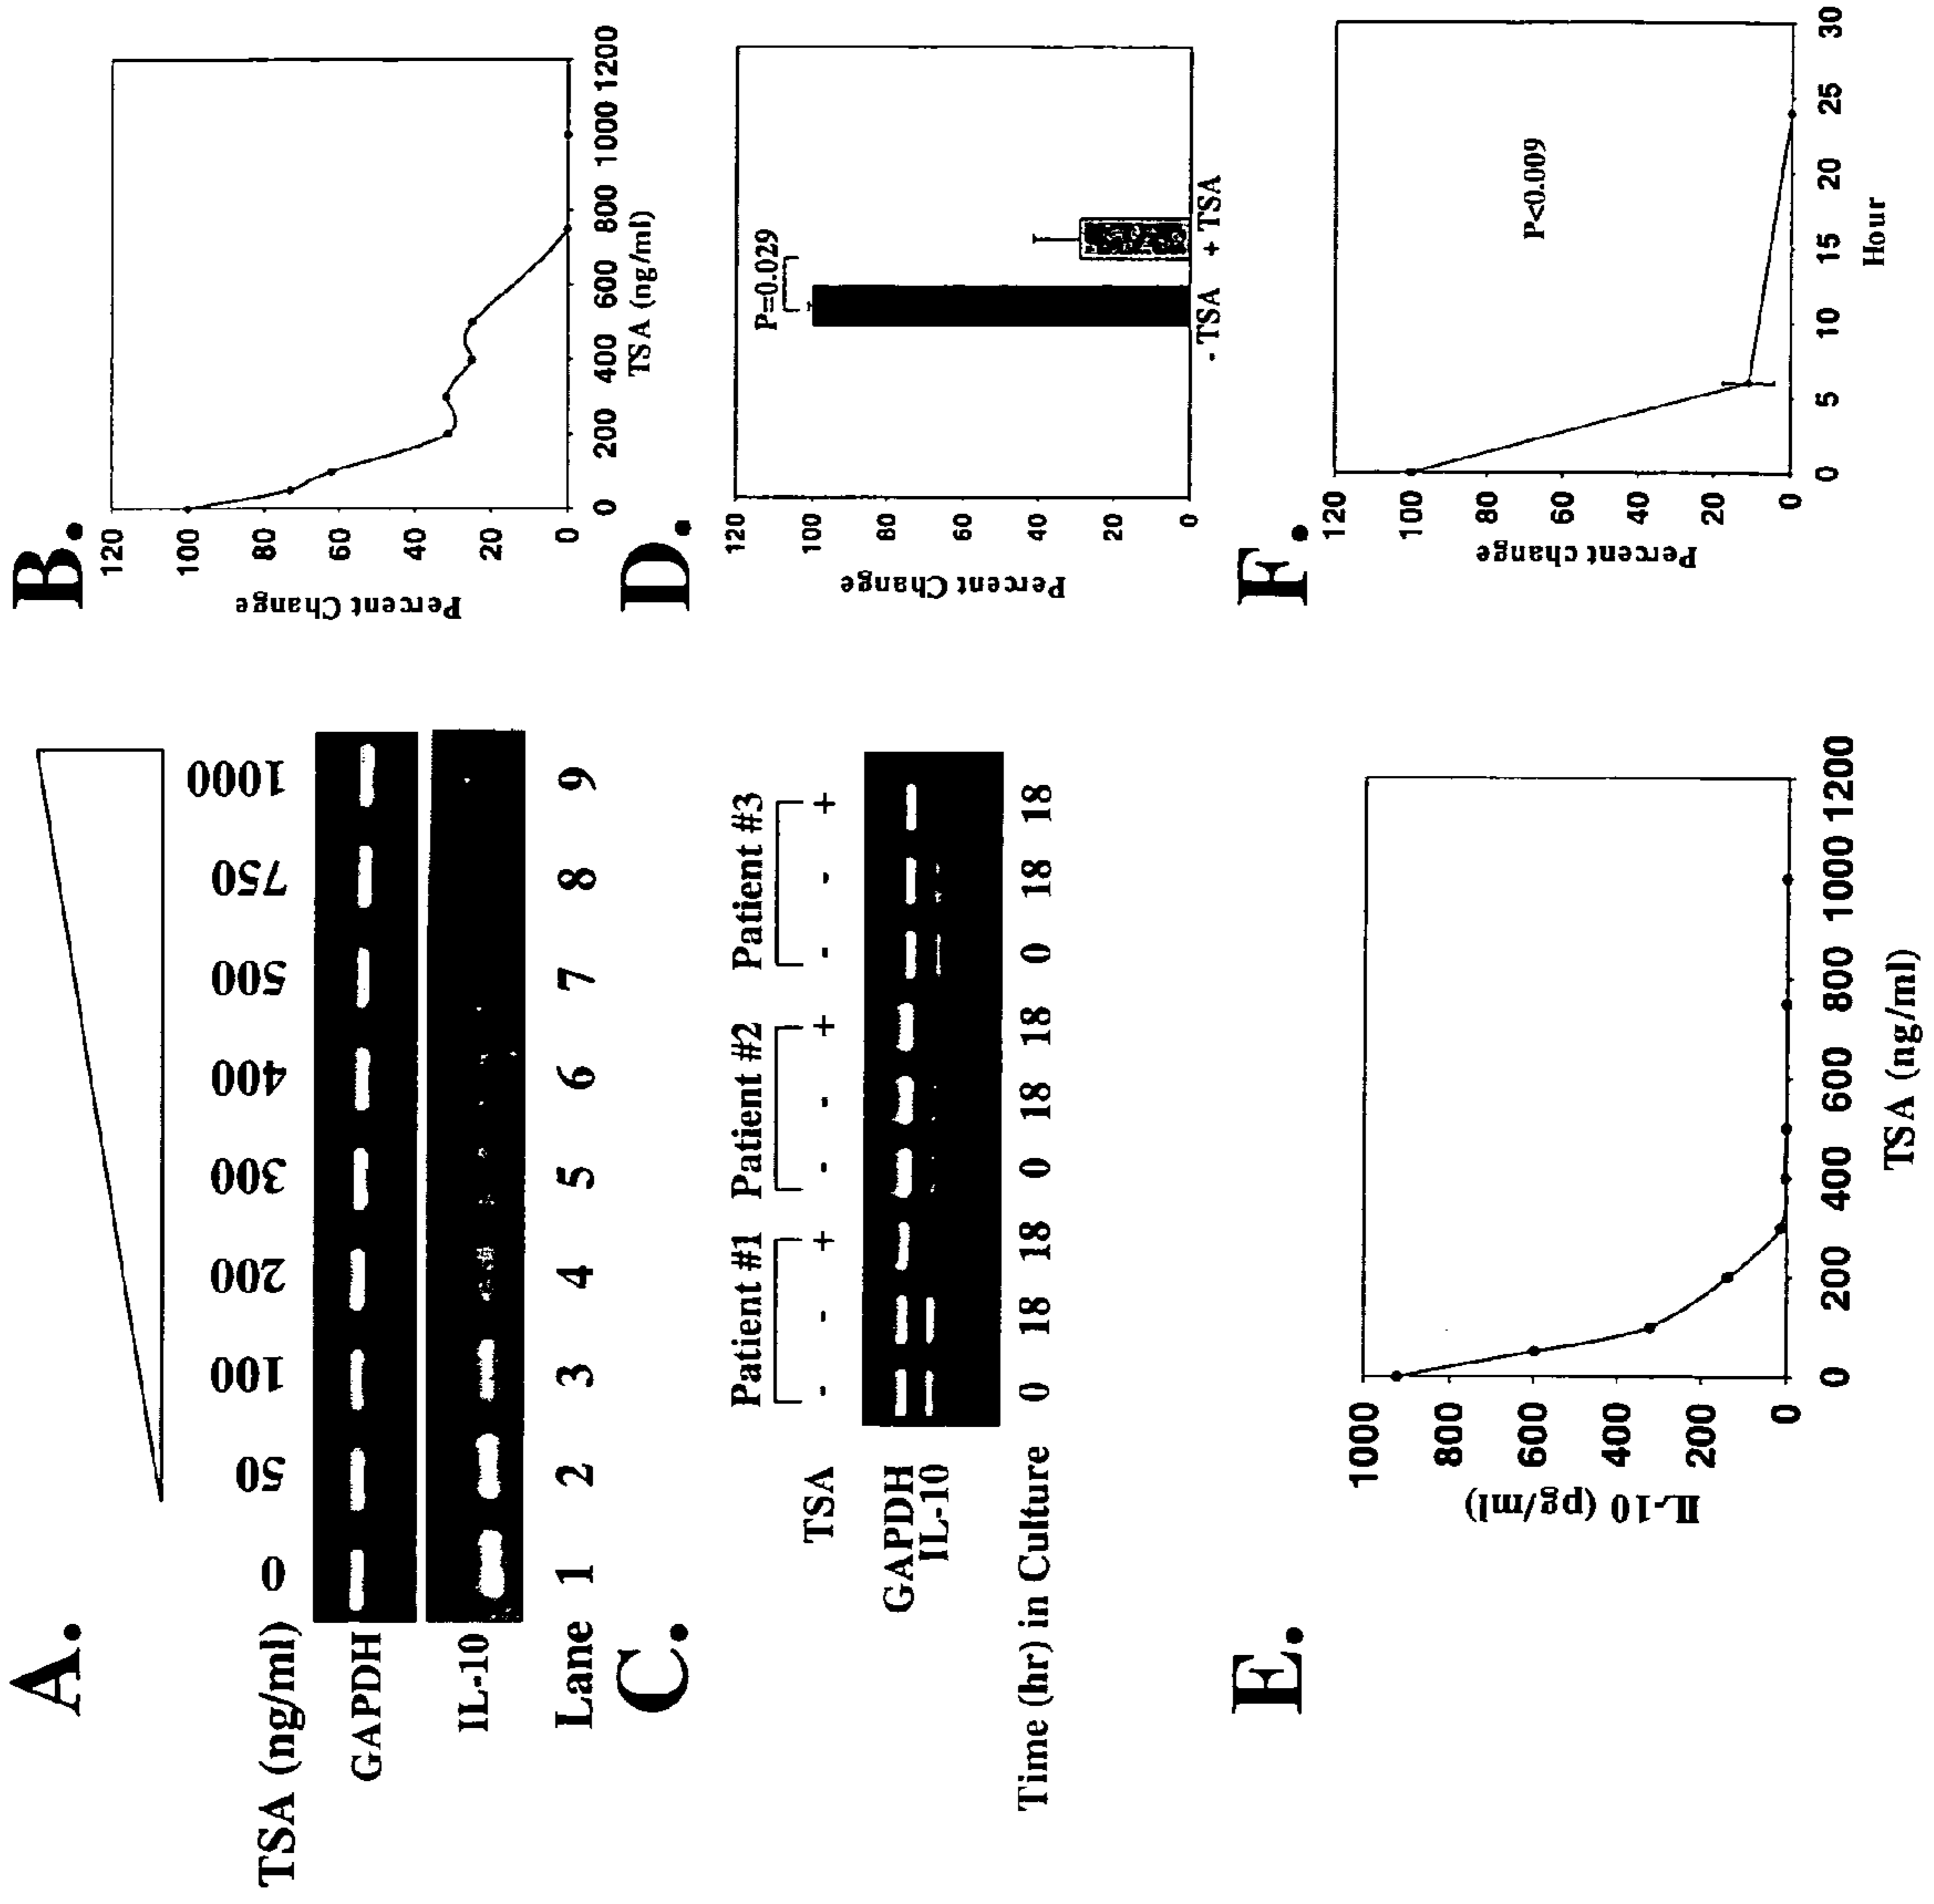 A.
TSA (ng/ml) 0 50 100 200 300 400 500 750 1000
GAPDH
IL-10
Lane 1 2 3 4 5 6 7 8 9
B.
120
100
80
60
40
20
0
Percent Change
0 200 400 600 800 1000 1200
TSA (ng/ml)
C.
Patient #1 Patient #2 Patient #3
TSA - - + - - + - - +
GAPDH
IL-10
Time (hr) in Culture 0 18 18 0 18 18 0 18 18
D.
120
100
80
60
40
20
0
Percent Change
P=0.029
- TSA + TSA
E.
1000
800
600
400
200
0
IL-10 (pg/ml)
0 200 400 600 800 1000 1200
TSA (ng/ml)
F.
120
100
80
60
40
20
0
Percent change
P<0.009
0 5 10 15 20 25 30
Hour